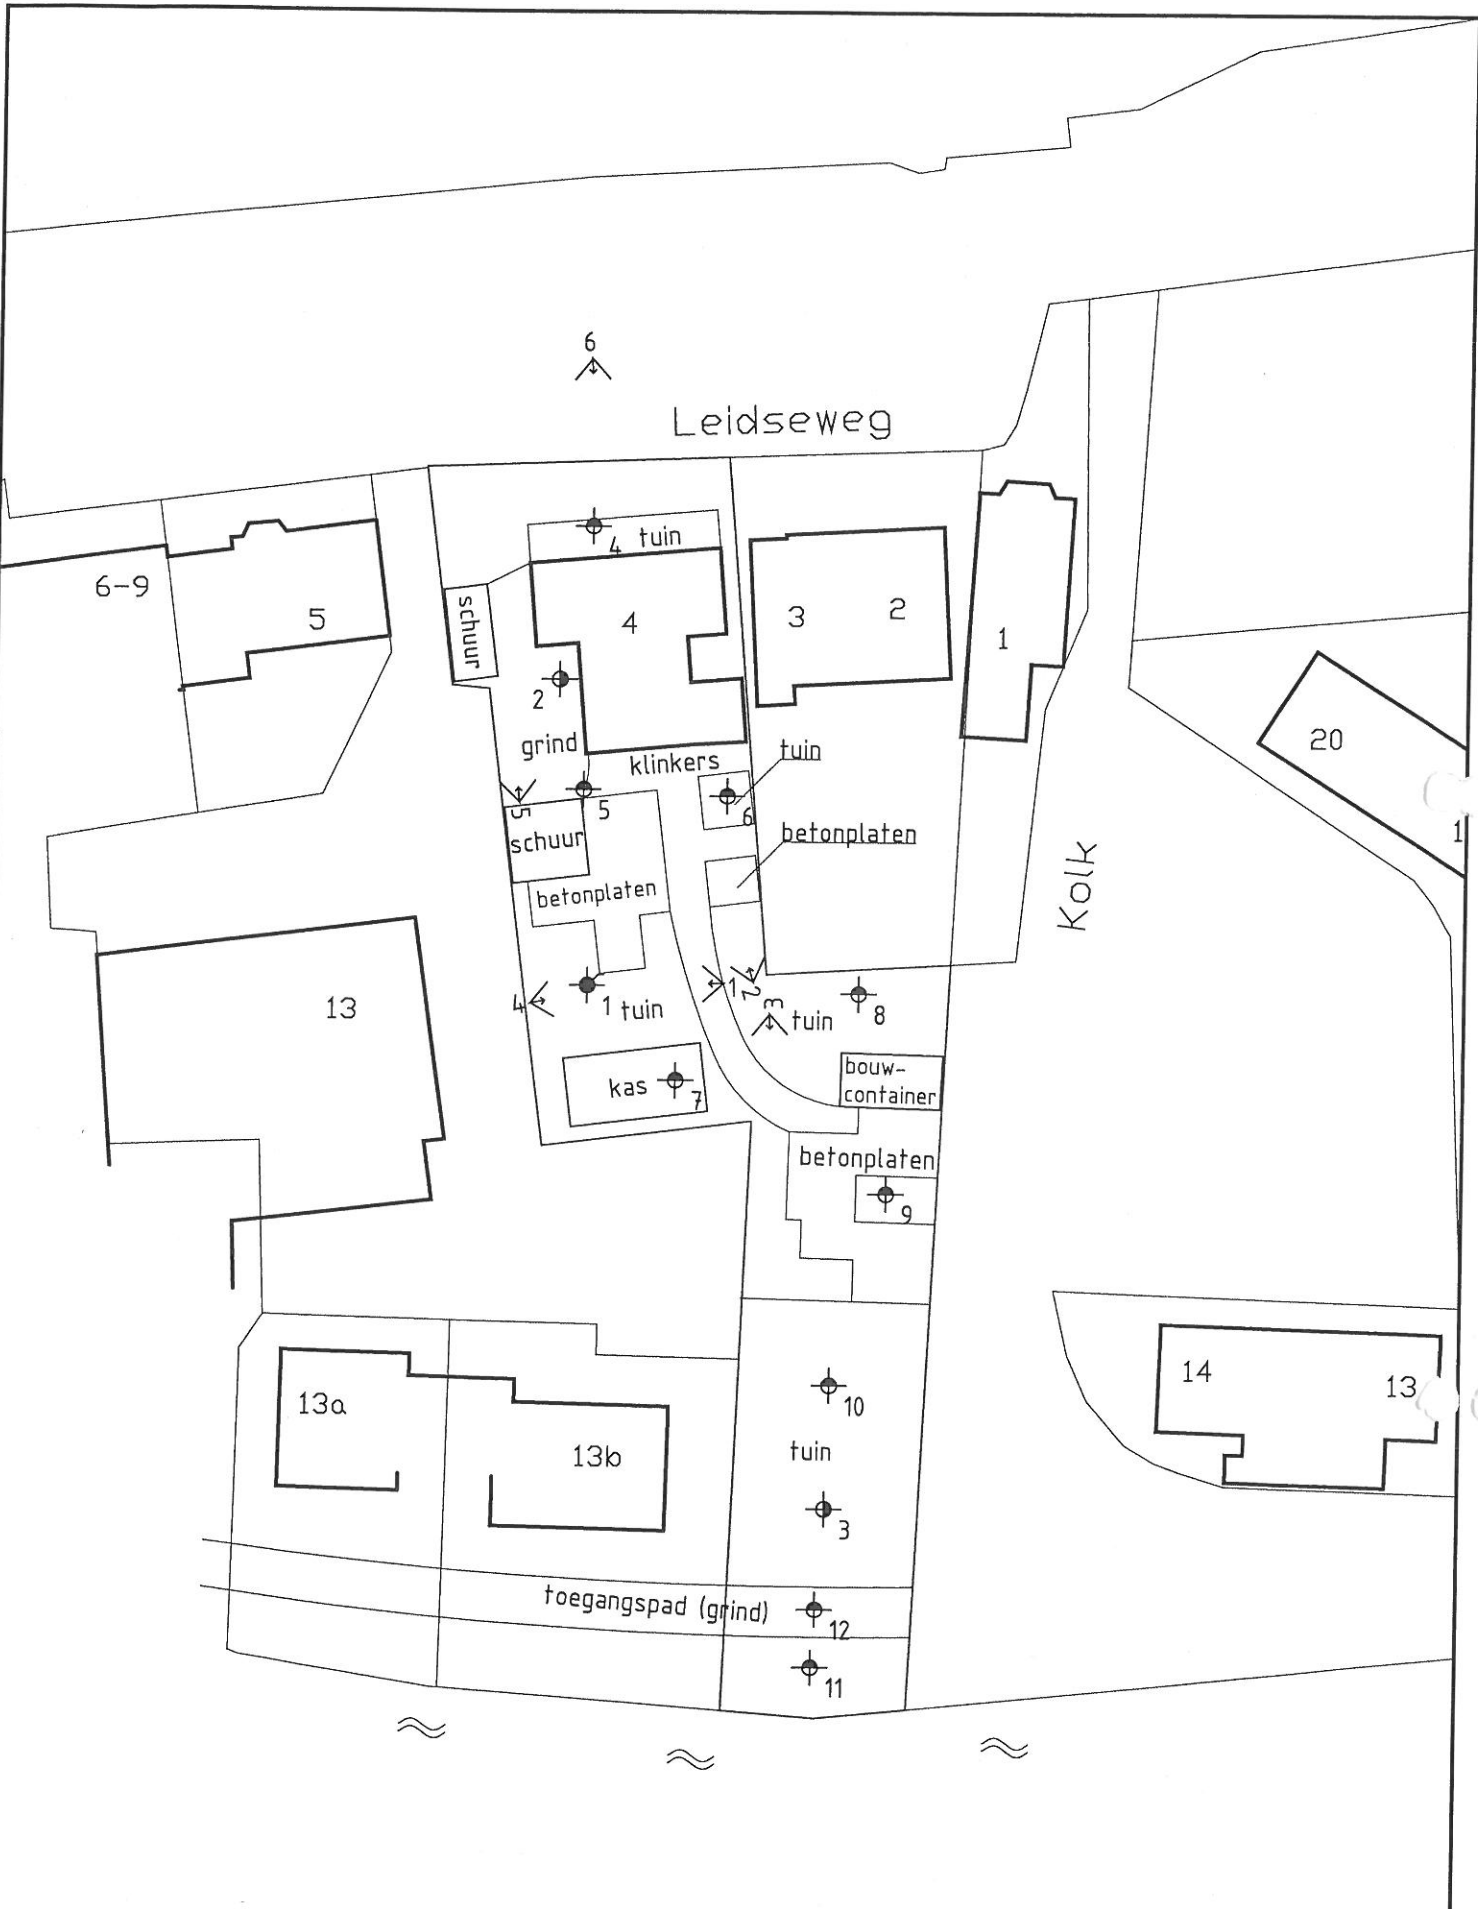 6
Leidseweg
4 tuin
6-9
5
schuur
4
3
2
1
2
grind
klinkers
tuin
20
5
5
6
schuur
betonplaten
1
betonplaten
Kolk
13
4
1 tuin
1
2
3
tuin
8
kas
7
bouw-
container
betonplaten
9
14
13
13a
10
13b
tuin
3
toegangspad (grind)
12
11